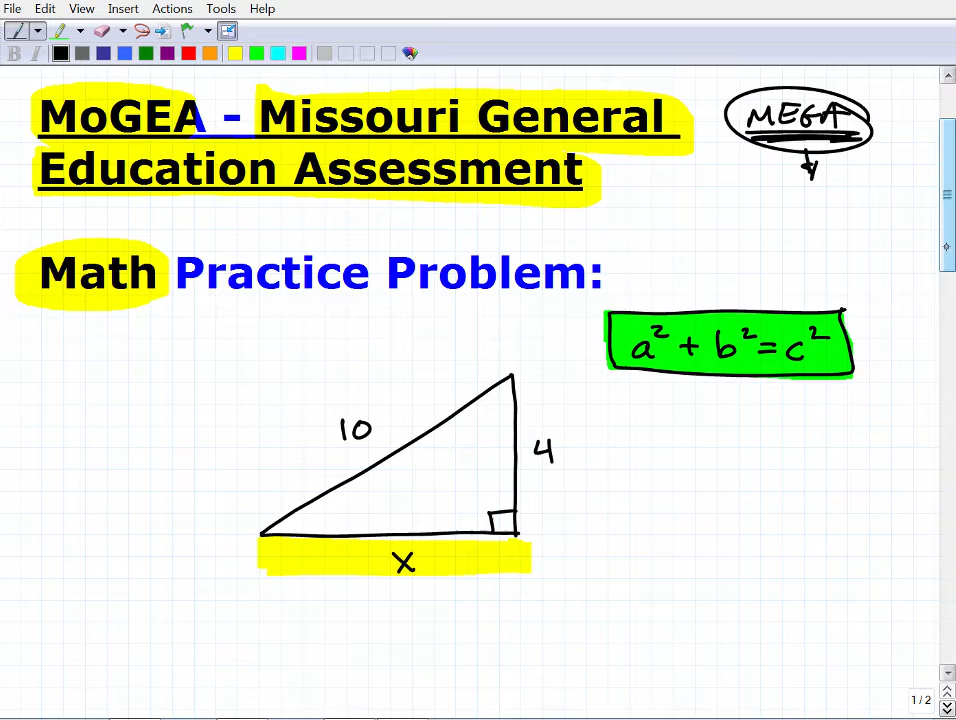 File Edit View Insert Actions Tools Help
B I
MoGEA - Missouri General
Education Assessment
MEGA
Math Practice Problem:
a² + b² = c²
10
4
x
1 / 2